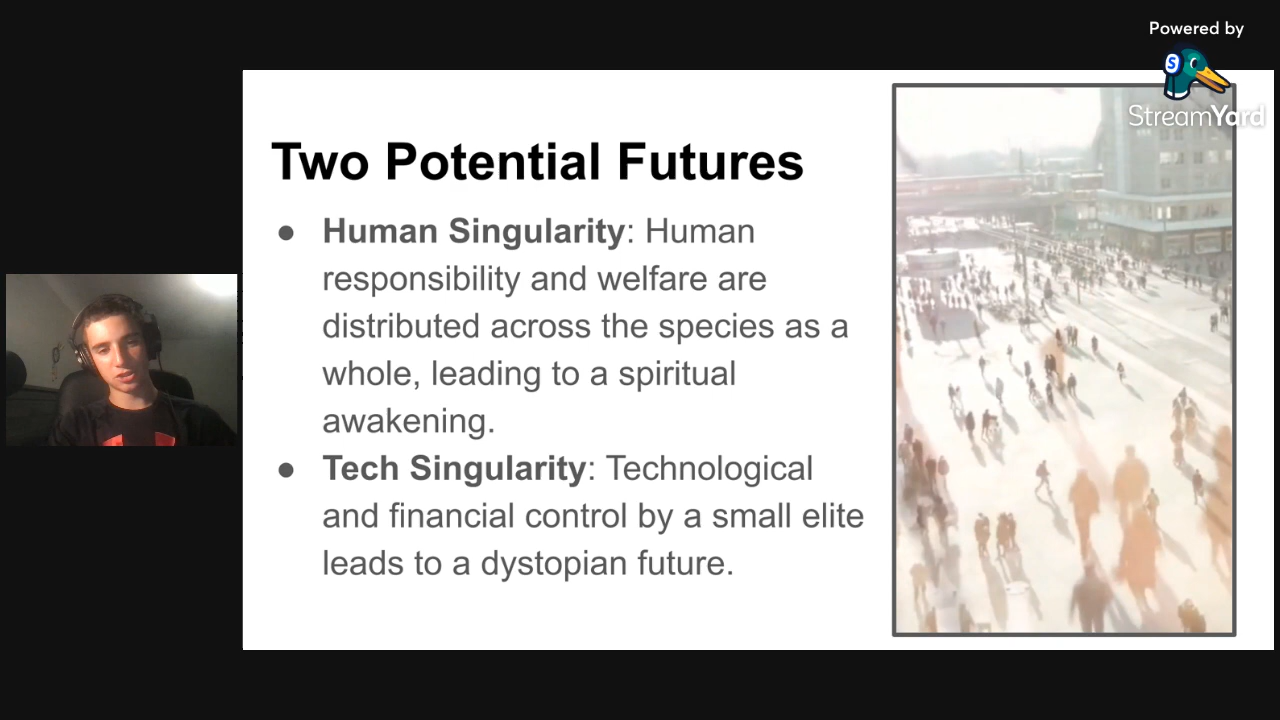 Powered by
S
StreamYard
Two Potential Futures
● Human Singularity: Human
responsibility and welfare are
distributed across the species as a
whole, leading to a spiritual
awakening.
● Tech Singularity: Technological
and financial control by a small elite
leads to a dystopian future.